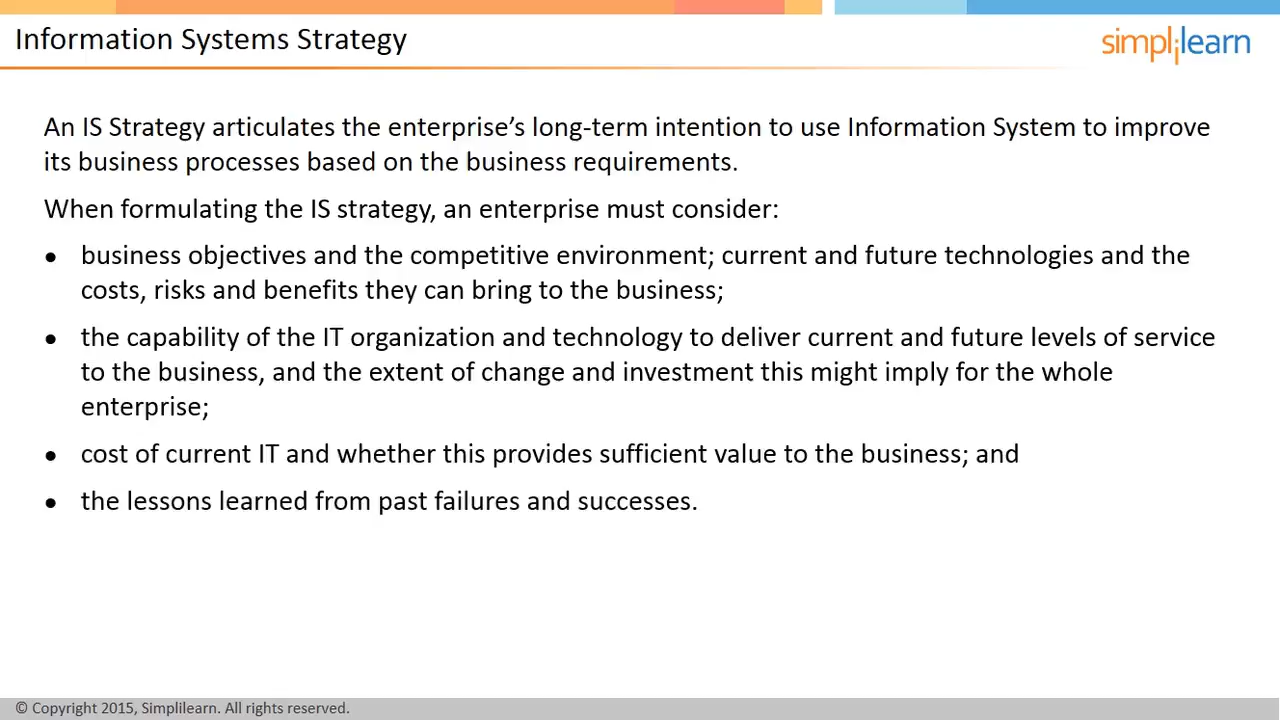 Information Systems Strategy
simplilearn
An IS Strategy articulates the enterprise’s long-term intention to use Information System to improve
its business processes based on the business requirements.
When formulating the IS strategy, an enterprise must consider:
● business objectives and the competitive environment; current and future technologies and the
costs, risks and benefits they can bring to the business;
● the capability of the IT organization and technology to deliver current and future levels of service
to the business, and the extent of change and investment this might imply for the whole
enterprise;
● cost of current IT and whether this provides sufficient value to the business; and
● the lessons learned from past failures and successes.
© Copyright 2015, Simplilearn. All rights reserved.